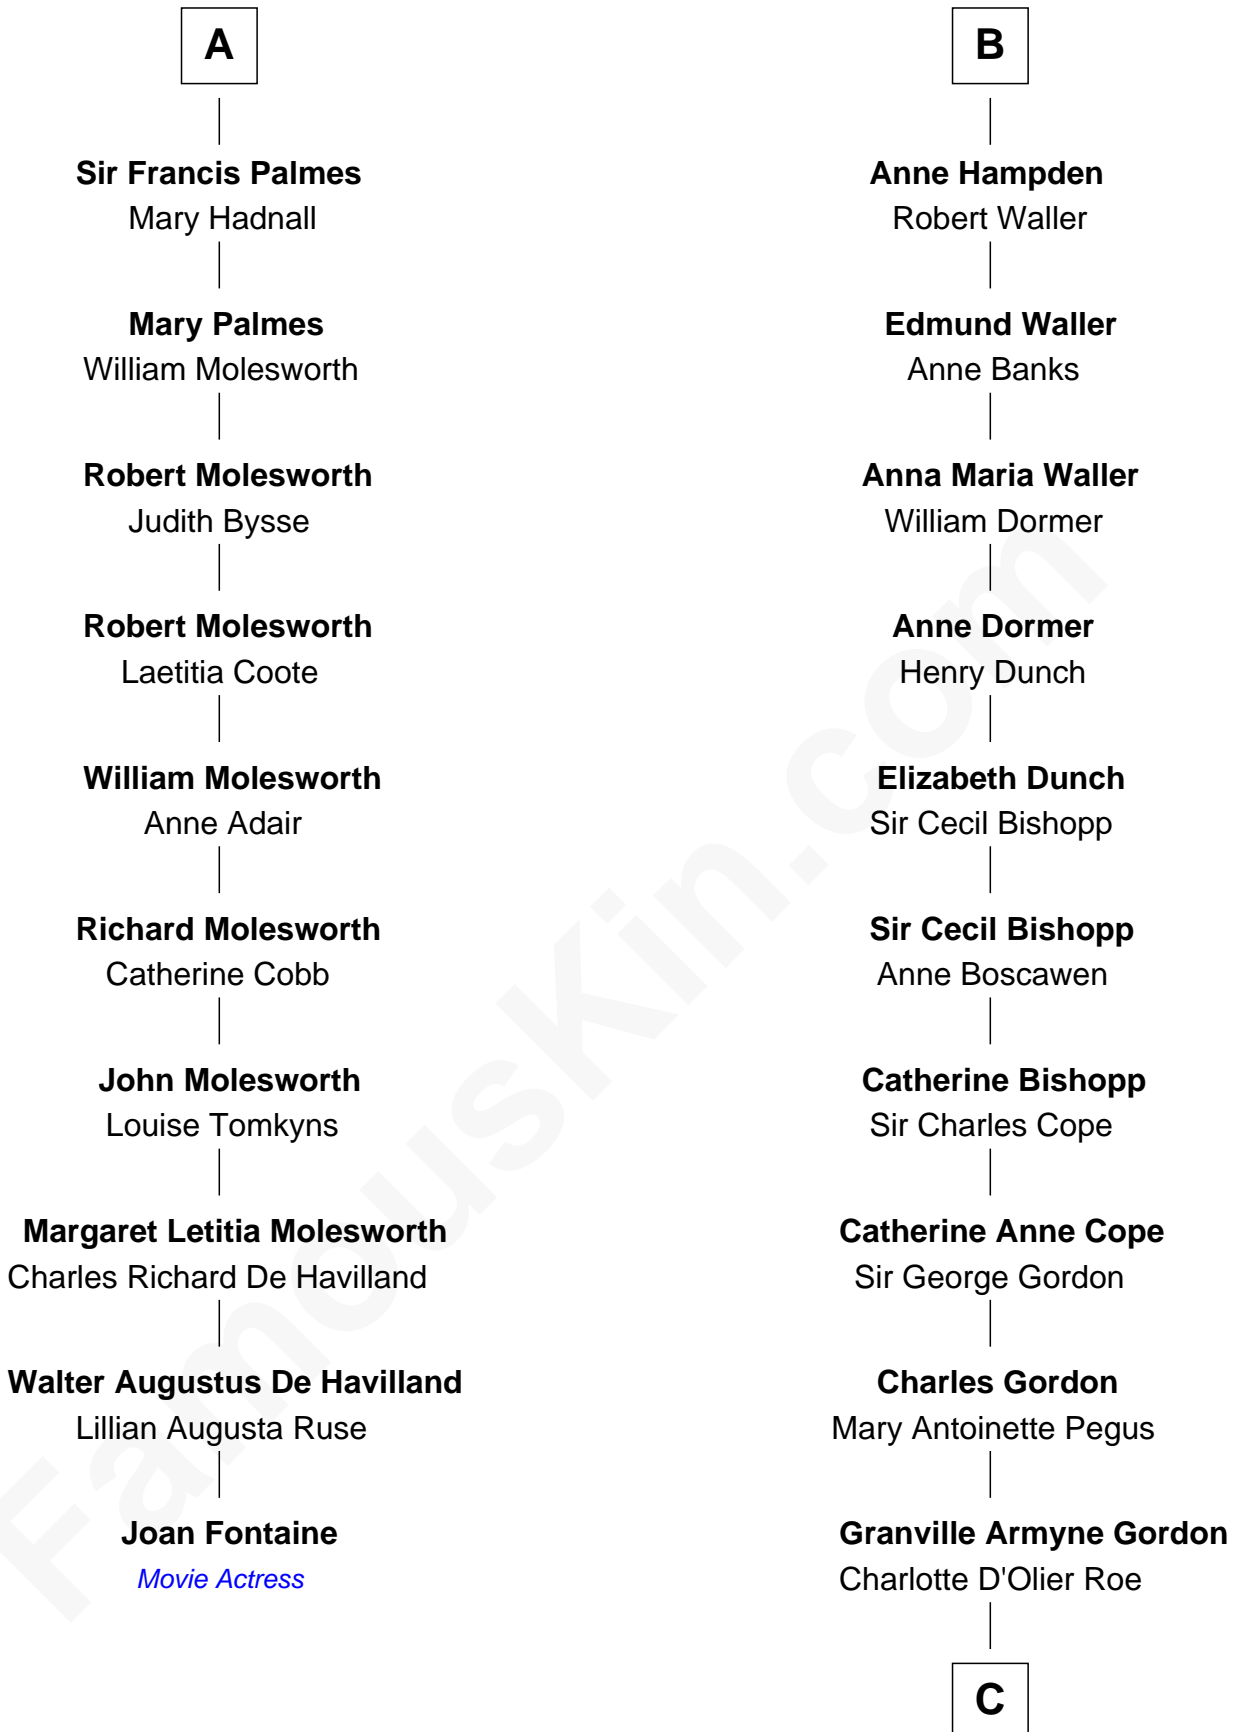 A
Sir Francis Palmes
Mary Hadnall
Mary Palmes
William Molesworth
Robert Molesworth
Judith Bysse
Robert Molesworth
Laetitia Coote
William Molesworth
Anne Adair
Richard Molesworth
Catherine Cobb
John Molesworth
Louise Tomkyns
Margaret Letitia Molesworth
Charles Richard De Havilland
Walter Augustus De Havilland
Lillian Augusta Ruse
Joan Fontaine
Movie Actress
B
Anne Hampden
Robert Waller
Edmund Waller
Anne Banks
Anna Maria Waller
William Dormer
Anne Dormer
Henry Dunch
Elizabeth Dunch
Sir Cecil Bishopp
Sir Cecil Bishopp
Anne Boscawen
Catherine Bishopp
Sir Charles Cope
Catherine Anne Cope
Sir George Gordon
Charles Gordon
Mary Antoinette Pegus
Granville Armyne Gordon
Charlotte D'Olier Roe
C
FamousKin.com